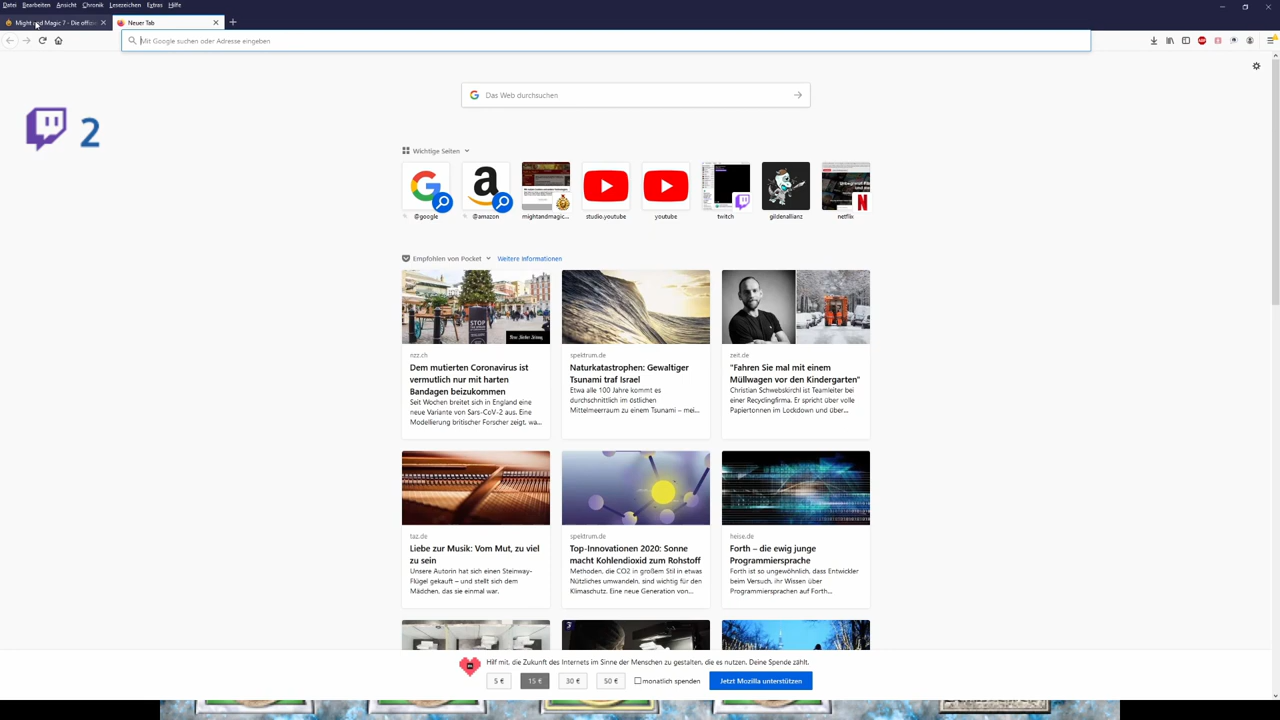 Datei Bearbeiten Ansicht Chronik Extras Lesezeichen Hilfe
Might and Magic 7 - Die offizi
Neuer Tab
Mit Google suchen oder Adresse eingeben
Das Web durchsuchen
2
Wichtige Seiten
@google
@amazon
mightandmagic...
studio.youtube
youtube
twitch
gildenallianz
netflix
Empfohlen von Pocket
Weitere Informationen
nzz.ch
Dem mutierten Coronavirus ist
vermutlich nur mit harten
Bandagen beizukommen
Seit Wochen breitet sich in England eine
neue Variante von Sars-CoV-2 aus. Eine
Modellierung britischer Forscher zeigt, wa...
spektrum.de
Naturkatastrophen: Gewaltiger
Tsunami traf Israel
Etwa alle 100 Jahre kommt es
durchschnittlich im östlichen
Mittelmeerraum zu einem Tsunami – mei...
zeit.de
"Fahren Sie mal mit einem
Müllwagen vor den Kindergarten"
Christian Schwebskirchl ist Teamleiter bei
einer Recyclingfirma. Er spricht über volle
Papiertonnen im Lockdown und über...
taz.de
Liebe zur Musik: Vom Mut, zu viel
zu sein
Unsere Autorin hat sich einen Steinway-
Flügel gekauft – und stellt sich dem
Mädchen, das sie einmal war.
spektrum.de
Top-Innovationen 2020: Sonne
macht Kohlendioxid zum Rohstoff
Methoden, die CO2 in großem Stil in etwas
Nützliches umwandeln, sind wichtig für den
Klimaschutz. Eine neue Generation von...
heise.de
Forth – die ewig junge
Programmiersprache
Forth ist so ungewöhnlich, dass Entwickler
beim Versuch, ihr Wissen über
Programmiersprachen auf Forth...
Hilf mit, die Zukunft des Internets im Sinne der Menschen zu gestalten, die es nutzen. Deine Spende zählt.
5 €
15 €
30 €
50 €
monatlich spenden
Jetzt Mozilla unterstützen